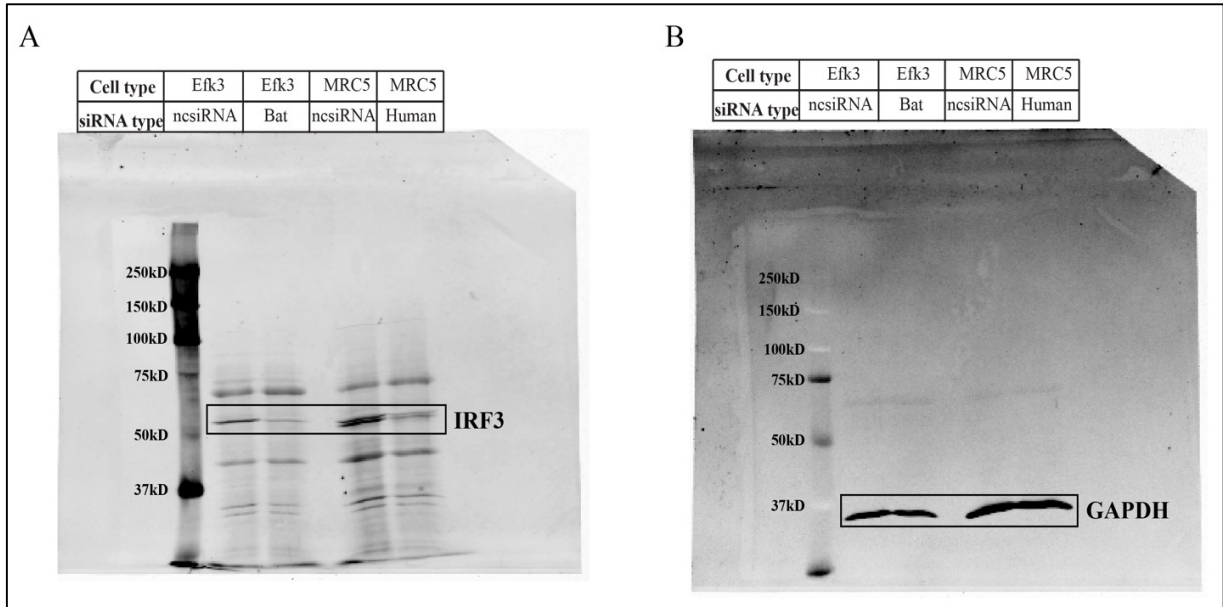 A
Cell type Efk3 Efk3 MRC5 MRC5
siRNA type ncsiRNA Bat ncsiRNA Human
250kD
150kD
100kD
75kD
IRF3
50kD
37kD
B
Cell type Efk3 Efk3 MRC5 MRC5
siRNA type ncsiRNA Bat ncsiRNA Human
250kD
150kD
100kD
75kD
50kD
37kD
GAPDH